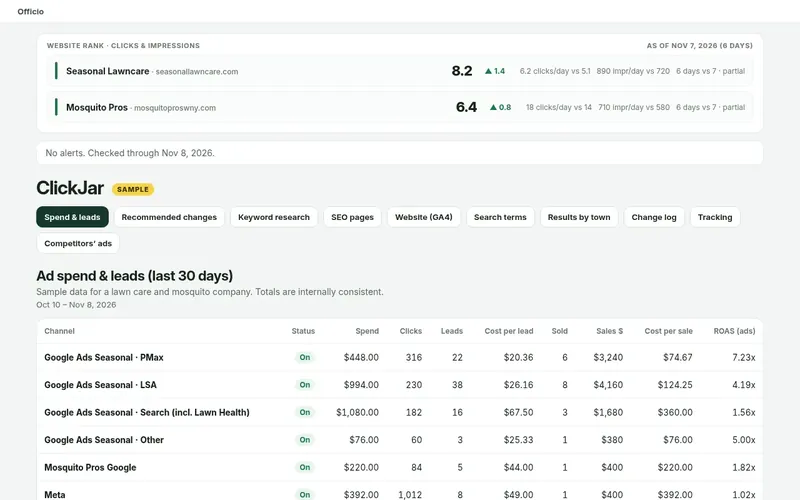 Officio
WEBSITE RANK · CLICKS & IMPRESSIONS AS OF NOV 7, 2026 (6 DAYS)
Seasonal Lawncare · seasonallawncare.com 8.2 ▲ 1.4 6.2 clicks/day vs 5.1 890 impr/day vs 720 6 days vs 7 · partial
Mosquito Pros · mosquitoproswny.com 6.4 ▲ 0.8 18 clicks/day vs 14 710 impr/day vs 580 6 days vs 7 · partial
No alerts. Checked through Nov 8, 2026.
ClickJar SAMPLE
Spend & leads Recommended changes Keyword research SEO pages Website (GA4) Search terms Results by town Change log Tracking
Competitors' ads
Ad spend & leads (last 30 days)
Sample data for a lawn care and mosquito company. Totals are internally consistent.
Oct 10 – Nov 8, 2026
Channel Status Spend Clicks Leads Cost per lead Sold Sales $ Cost per sale ROAS (ads)
Google Ads Seasonal · PMax On $448.00 316 22 $20.36 6 $3,240 $74.67 7.23x
Google Ads Seasonal · LSA On $994.00 230 38 $26.16 8 $4,160 $124.25 4.19x
Google Ads Seasonal · Search (incl. Lawn Health) On $1,080.00 182 16 $67.50 3 $1,680 $360.00 1.56x
Google Ads Seasonal · Other On $76.00 60 3 $25.33 1 $380 $76.00 5.00x
Mosquito Pros Google On $220.00 84 5 $44.00 1 $400 $220.00 1.82x
Meta On $392.00 1,012 8 $49.00 1 $400 $392.00 1.02x